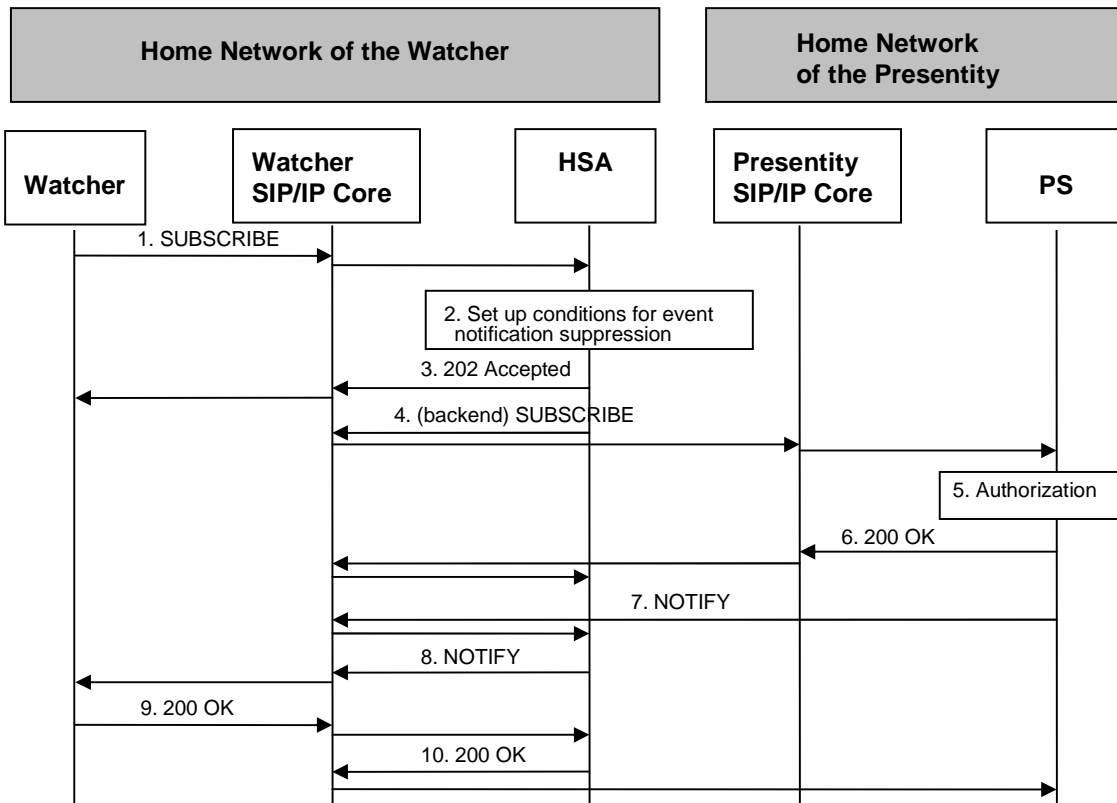 Home Network of the Watcher
Home Network
of the Presentity
Watcher
Watcher
SIP/IP Core
HSA
Presentity
SIP/IP Core
PS
1. SUBSCRIBE
2. Set up conditions for event
notification suppression
3. 202 Accepted
4. (backend) SUBSCRIBE
5. Authorization
6. 200 OK
7. NOTIFY
8. NOTIFY
9. 200 OK
10. 200 OK